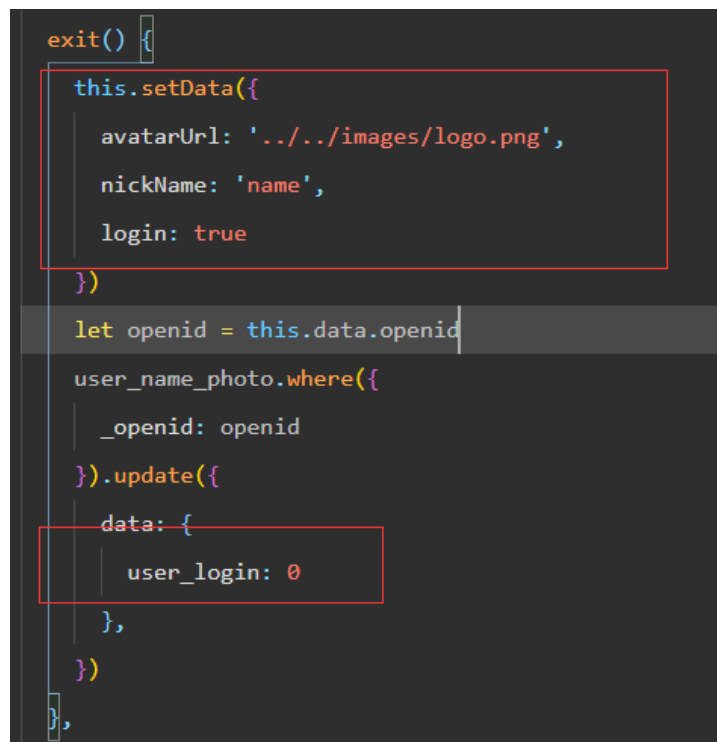 exit() {
this.setData({
avatarUrl: '../../images/logo.png',
nickName: 'name',
login: true
})
let openid = this.data.openid
user_name_photo.where({
_openid: openid
}).update({
data: {
user_login: 0
},
})
},